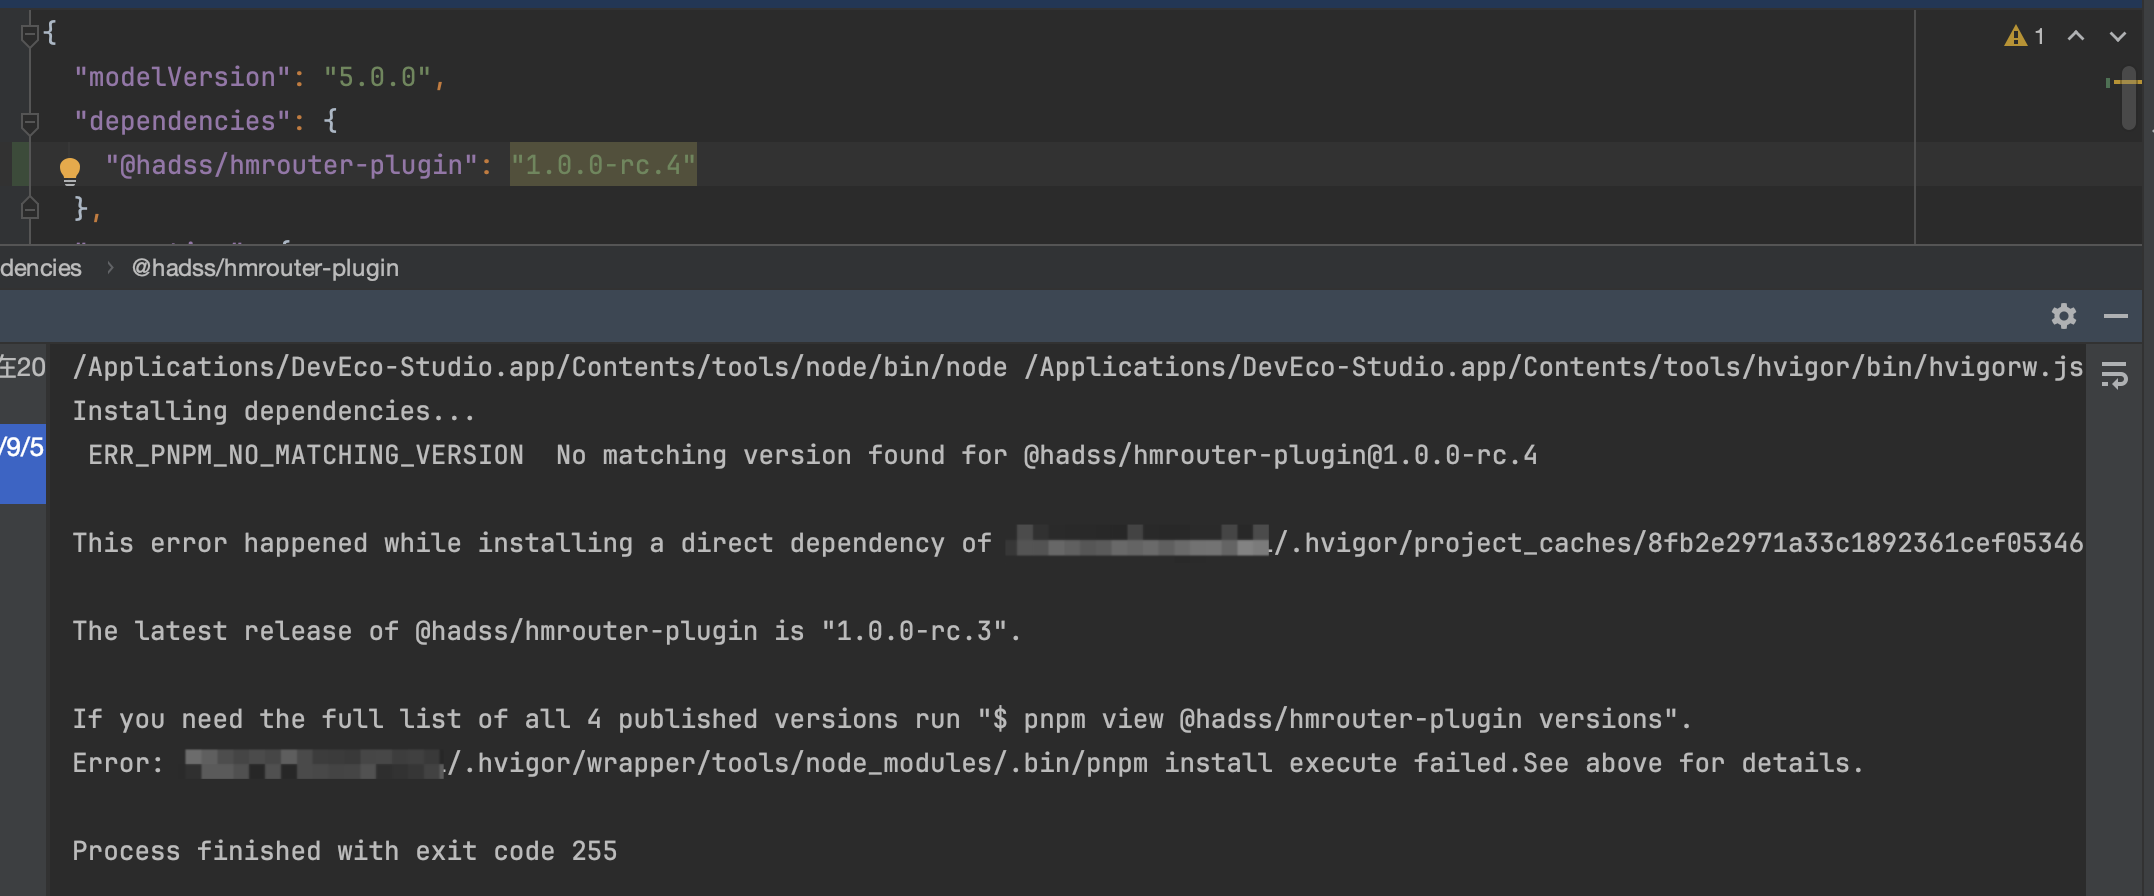 {
"modelVersion": "5.0.0",
"dependencies": {
"@hadss/hmrouter-plugin": "1.0.0-rc.4"
},
1
dencies › @hadss/hmrouter-plugin
在20
/9/5
/Applications/DevEco-Studio.app/Contents/tools/node/bin/node /Applications/DevEco-Studio.app/Contents/tools/hvigor/bin/hvigorw.js
Installing dependencies...
ERR_PNPM_NO_MATCHING_VERSION  No matching version found for @hadss/hmrouter-plugin@1.0.0-rc.4
This error happened while installing a direct dependency of /.hvigor/project_caches/8fb2e2971a33c1892361cef05346
The latest release of @hadss/hmrouter-plugin is "1.0.0-rc.3".
If you need the full list of all 4 published versions run "$ pnpm view @hadss/hmrouter-plugin versions".
Error: /.hvigor/wrapper/tools/node_modules/.bin/pnpm install execute failed.See above for details.
Process finished with exit code 255